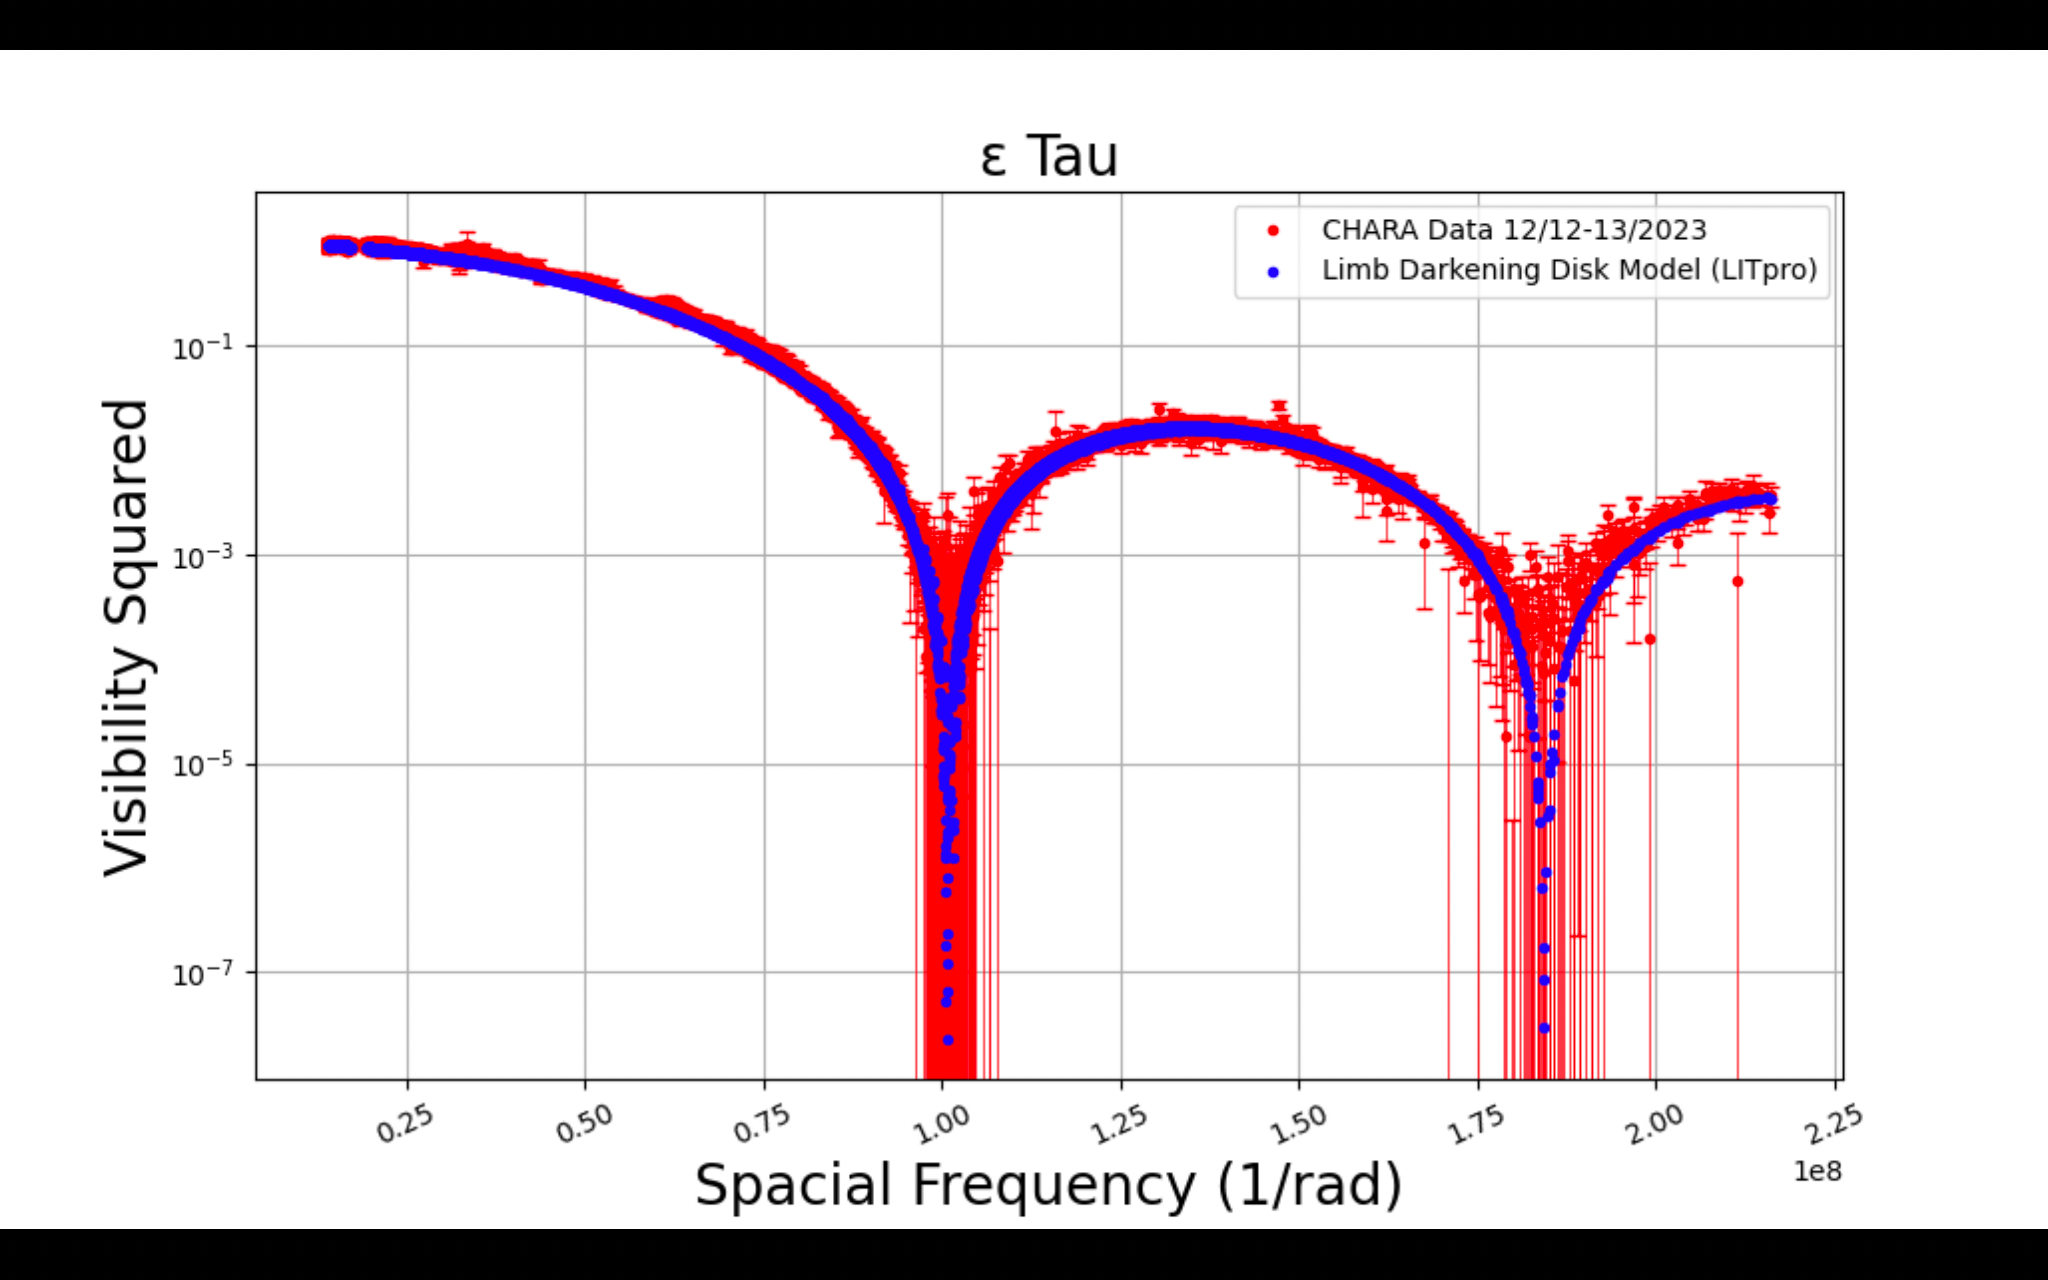 ε Tau
CHARA Data 12/12-13/2023
Limb Darkening Disk Model (LITpro)
Visibility Squared
10⁻¹
10⁻³
10⁻⁵
10⁻⁷
0.25 0.50 0.75 1.00 1.25 1.50 1.75 2.00 2.25
1e8
Spacial Frequency (1/rad)